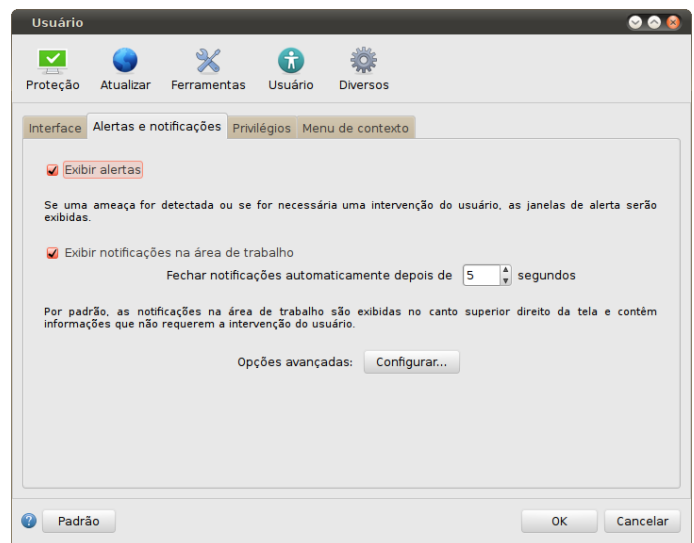 Usuário
Proteção Atualizar Ferramentas Usuário Diversos
Interface Alertas e notificações Privilégios Menu de contexto
Exibir alertas
Se uma ameaça for detectada ou se for necessária uma intervenção do usuário, as janelas de alerta serão
exibidas.
Exibir notificações na área de trabalho
Fechar notificações automaticamente depois de 5 segundos
Por padrão, as notificações na área de trabalho são exibidas no canto superior direito da tela e contêm
informações que não requerem a intervenção do usuário.
Opções avançadas: Configurar...
? Padrão OK Cancelar